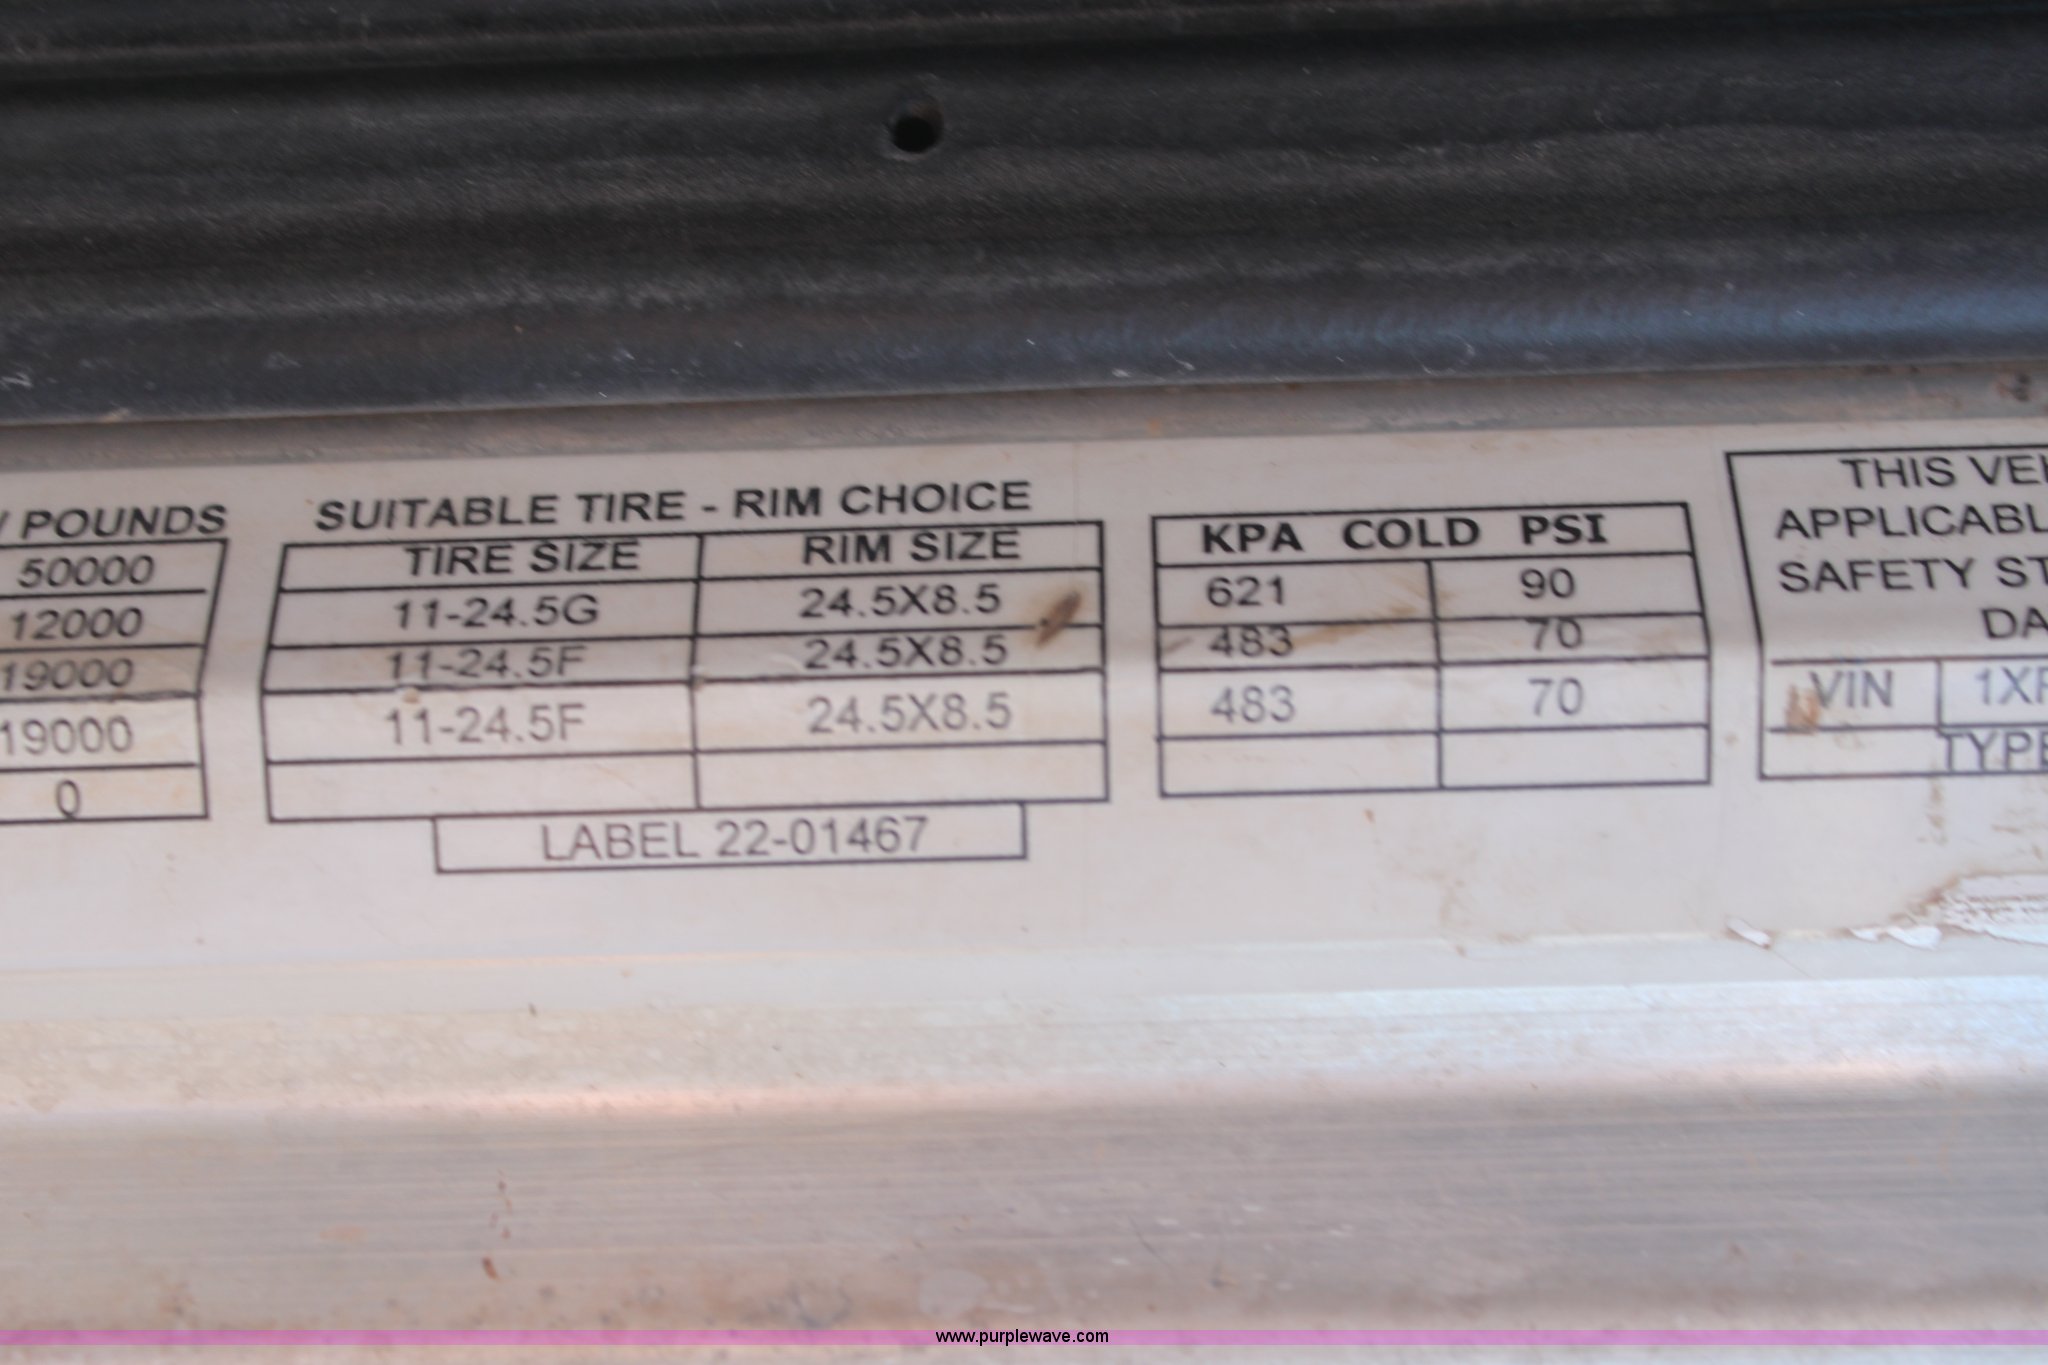 POUNDS
50000
12000
19000
19000
0
SUITABLE TIRE - RIM CHOICE
TIRE SIZE RIM SIZE
11-24.5G 24.5X8.5
11-24.5F 24.5X8.5
11-24.5F 24.5X8.5
LABEL 22-01467
KPA COLD PSI
621 90
483 70
483 70
THIS VEH
APPLICABL
SAFETY ST
DA
VIN 1XP
TYPE
www.purplewave.com